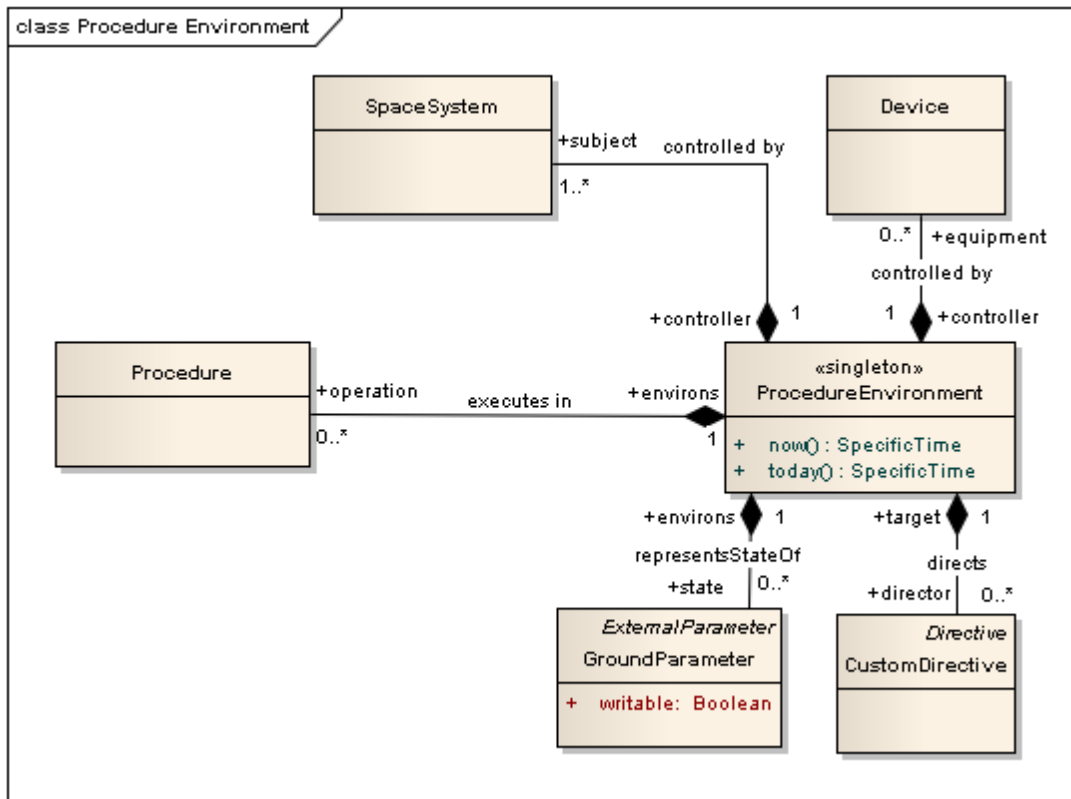 class Procedure Environment
SpaceSystem
Device
+subject
controlled by
1..*
0..*
+equipment
controlled by
+controller
1
1
+controller
Procedure
+operation
executes in
+environs
0..*
1
«singleton»
ProcedureEnvironment
+ now() : SpecificTime
+ today() : SpecificTime
+environs
1
+target
1
representsStateOf
directs
+state
0..*
+director
0..*
ExternalParameter
GroundParameter
+ writable: Boolean
Directive
CustomDirective